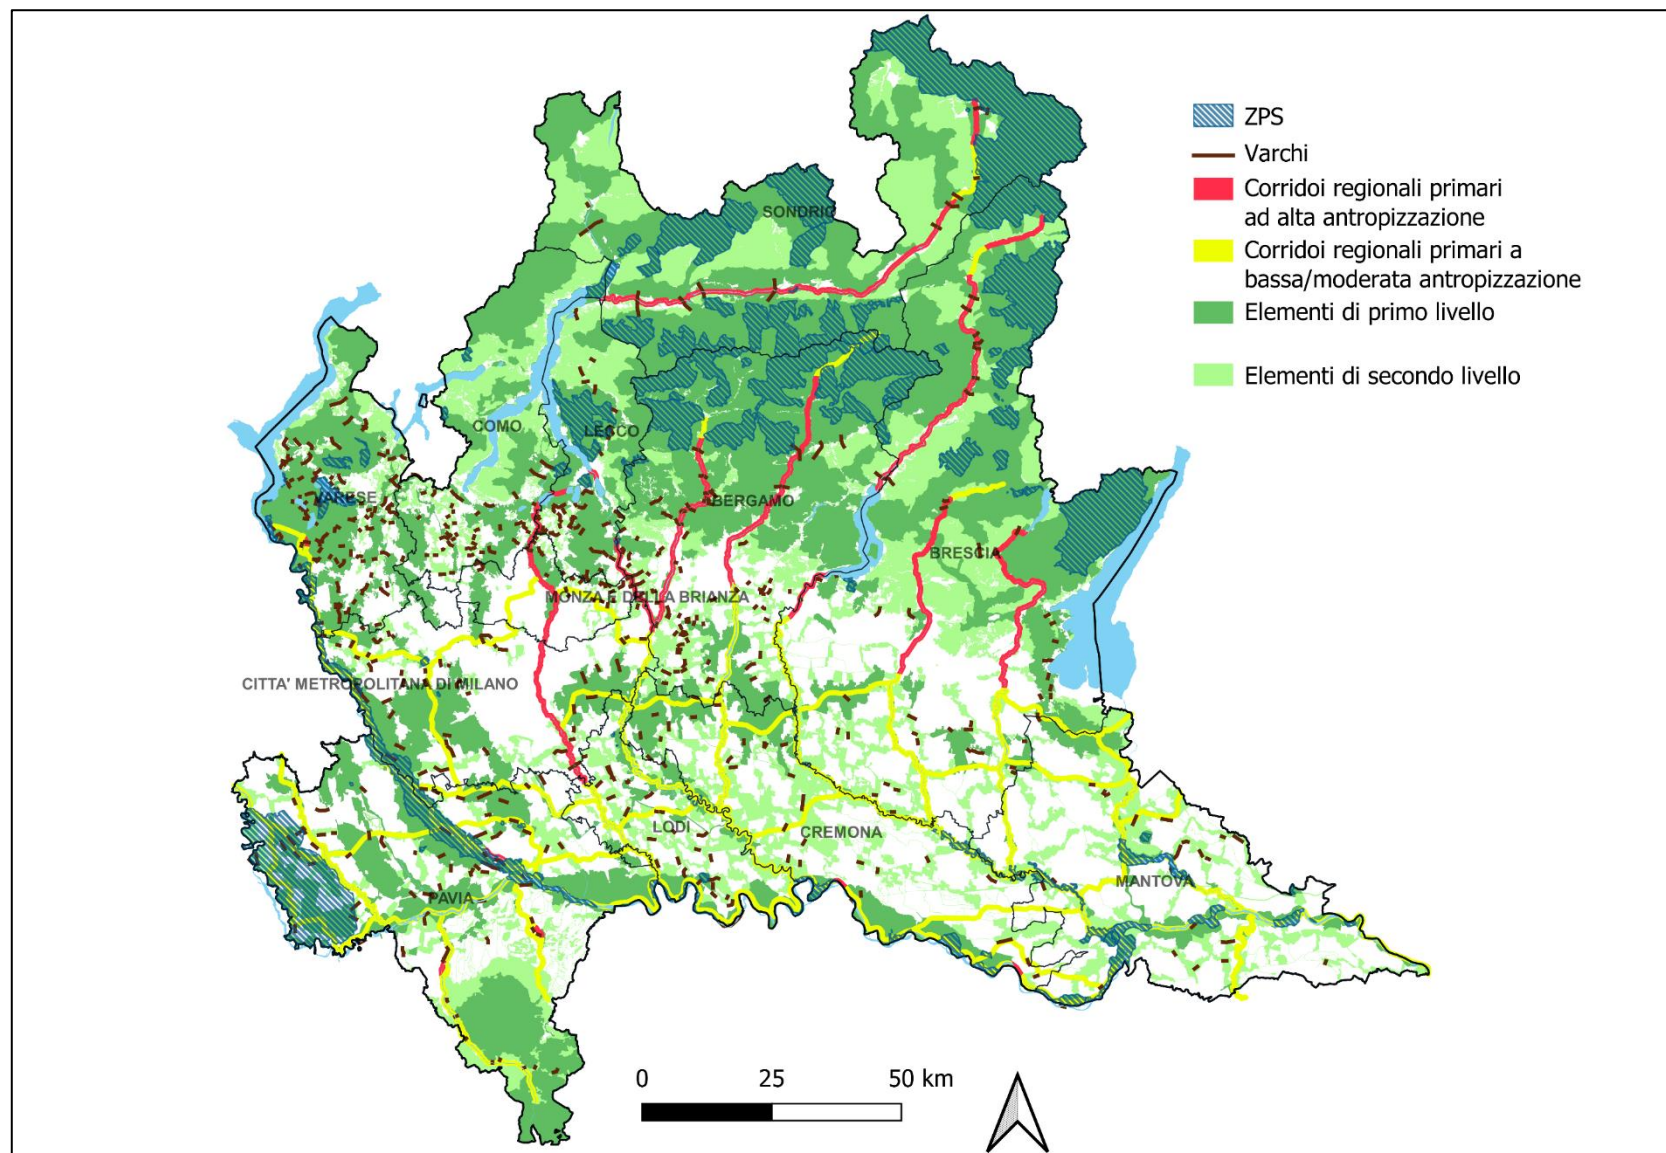 ZPS
Varchi
Corridoi regionali primari
ad alta antropizzazione
Corridoi regionali primari a
bassa/moderata antropizzazione
Elementi di primo livello
Elementi di secondo livello
SONDRIO
COMO
LECCO
VARESE
BERGAMO
BRESCIA
MONZA E DELLA BRIANZA
CITTA' METROPOLITANA DI MILANO
LODI
CREMONA
MANTOVA
PAVIA
0 25 50 km